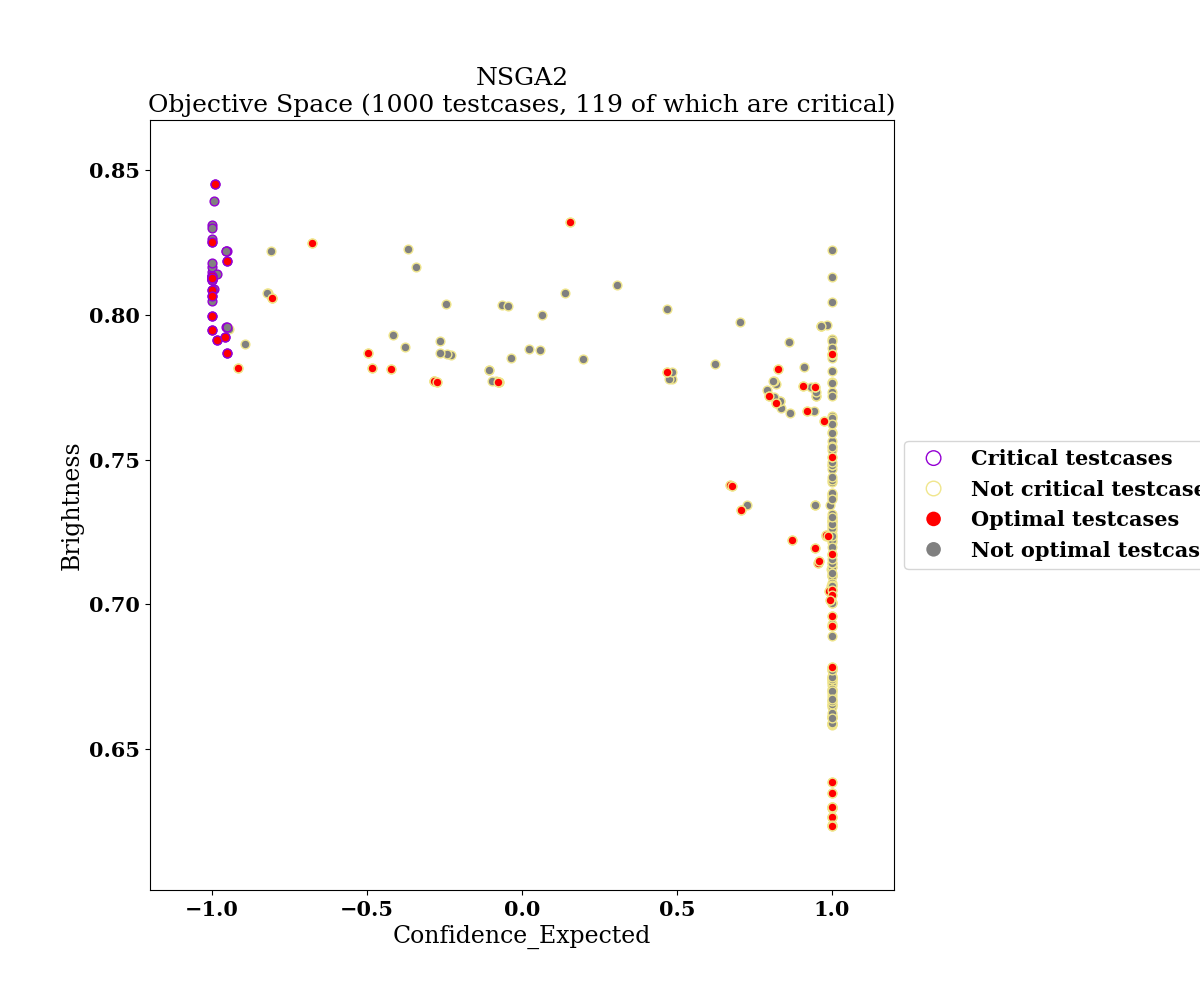 NSGA2
Objective Space (1000 testcases, 119 of which are critical)
0.85
0.80
0.75
0.70
0.65
Brightness
−1.0
−0.5
0.0
0.5
1.0
Confidence_Expected
Critical testcases
Not critical testcase
Optimal testcases
Not optimal testcas